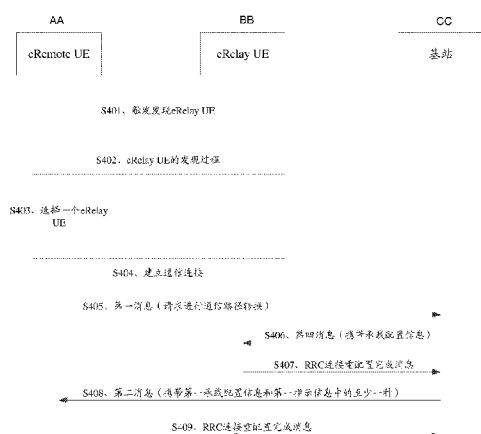 AA
BB
CC
eRemote UE
eRelay UE
基站
S401、触发发现eRelay UE
S402、eRelay UE的发现过程
S403、选择一个eRelay
UE
S404、建立通信连接
S405、第一消息（请求进行通信路径转换）
S406、第四消息（携带承载配置信息）
S407、RRC连接重配置完成消息
S408、第二消息（携带第一承载配置信息和第一指示信息中的至少一种）
S409、RRC连接重配置完成消息